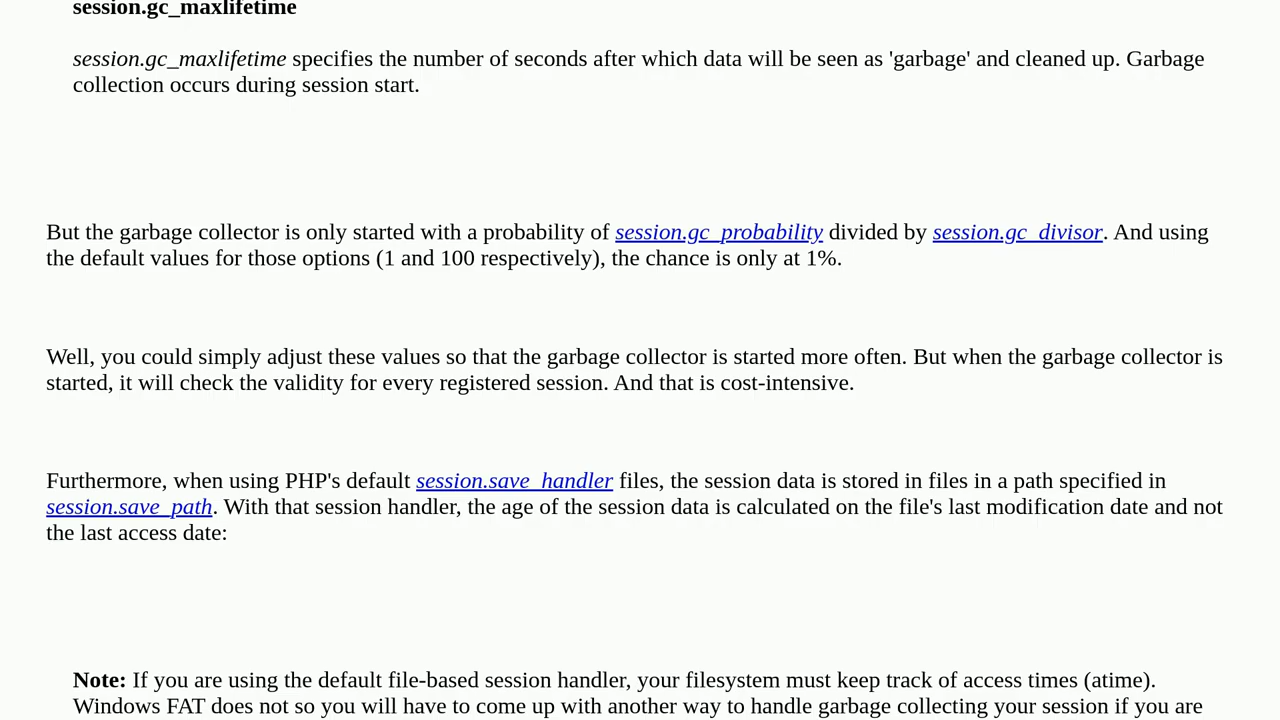 session.gc_maxlifetime
session.gc_maxlifetime specifies the number of seconds after which data will be seen as 'garbage' and cleaned up. Garbage
collection occurs during session start.
But the garbage collector is only started with a probability of session.gc_probability divided by session.gc_divisor. And using
the default values for those options (1 and 100 respectively), the chance is only at 1%.
Well, you could simply adjust these values so that the garbage collector is started more often. But when the garbage collector is
started, it will check the validity for every registered session. And that is cost-intensive.
Furthermore, when using PHP's default session.save_handler files, the session data is stored in files in a path specified in
session.save_path. With that session handler, the age of the session data is calculated on the file's last modification date and not
the last access date:
Note: If you are using the default file-based session handler, your filesystem must keep track of access times (atime).
Windows FAT does not so you will have to come up with another way to handle garbage collecting your session if you are